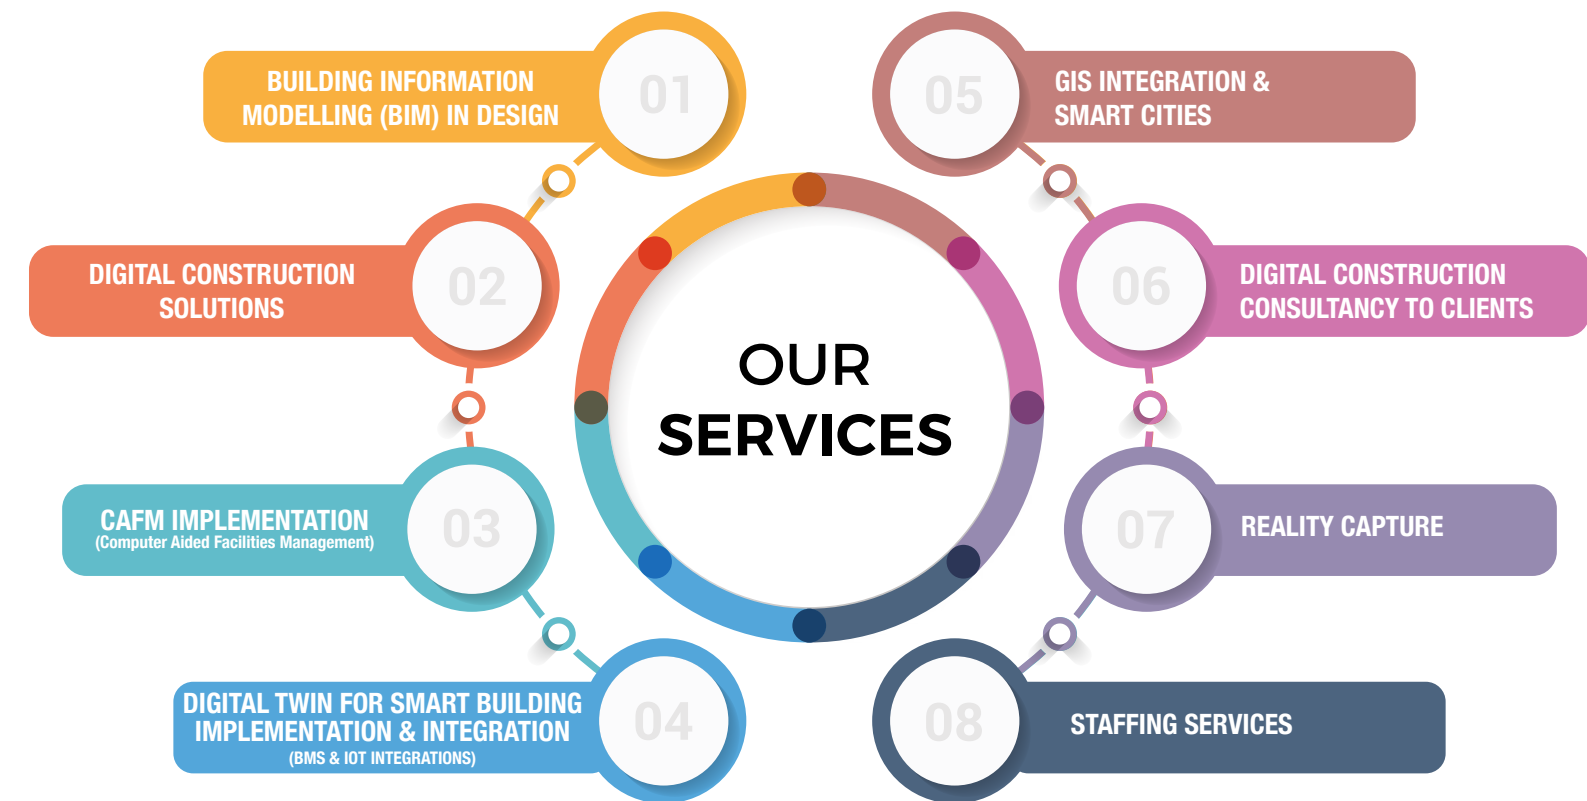 OUR
SERVICES
01
BUILDING INFORMATION
MODELLING (BIM) IN DESIGN
02
DIGITAL CONSTRUCTION
SOLUTIONS
03
CAFM IMPLEMENTATION
(Computer Aided Facilities Management)
04
DIGITAL TWIN FOR SMART BUILDING
IMPLEMENTATION & INTEGRATION
(BMS & IOT INTEGRATIONS)
05
GIS INTEGRATION &
SMART CITIES
06
DIGITAL CONSTRUCTION
CONSULTANCY TO CLIENTS
07
REALITY CAPTURE
08
STAFFING SERVICES